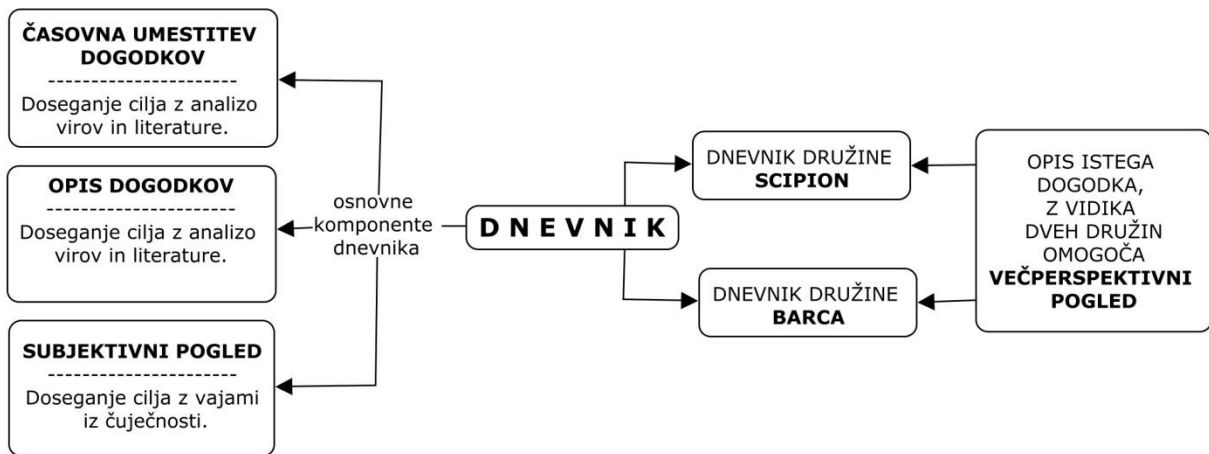 ČASOVNA UMESTITEV
DOGODKOV
-----------------------
Doseganje cilja z analizo
virov in literature.
OPIS DOGODKOV
-----------------------
Doseganje cilja z analizo
virov in literature.
SUBJEKTIVNI POGLED
-----------------------
Doseganje cilja z vajami
iz čuječnosti.
osnovne
komponente
dnevnika
DNEVNIK
DNEVNIK DRUŽINE
SCIPION
DNEVNIK DRUŽINE
BARCA
OPIS ISTEGA
DOGODKA,
Z VIDIKA
DVEH DRUŽIN
OMOGOČA
VEČPERSPEKTIVNI
POGLED